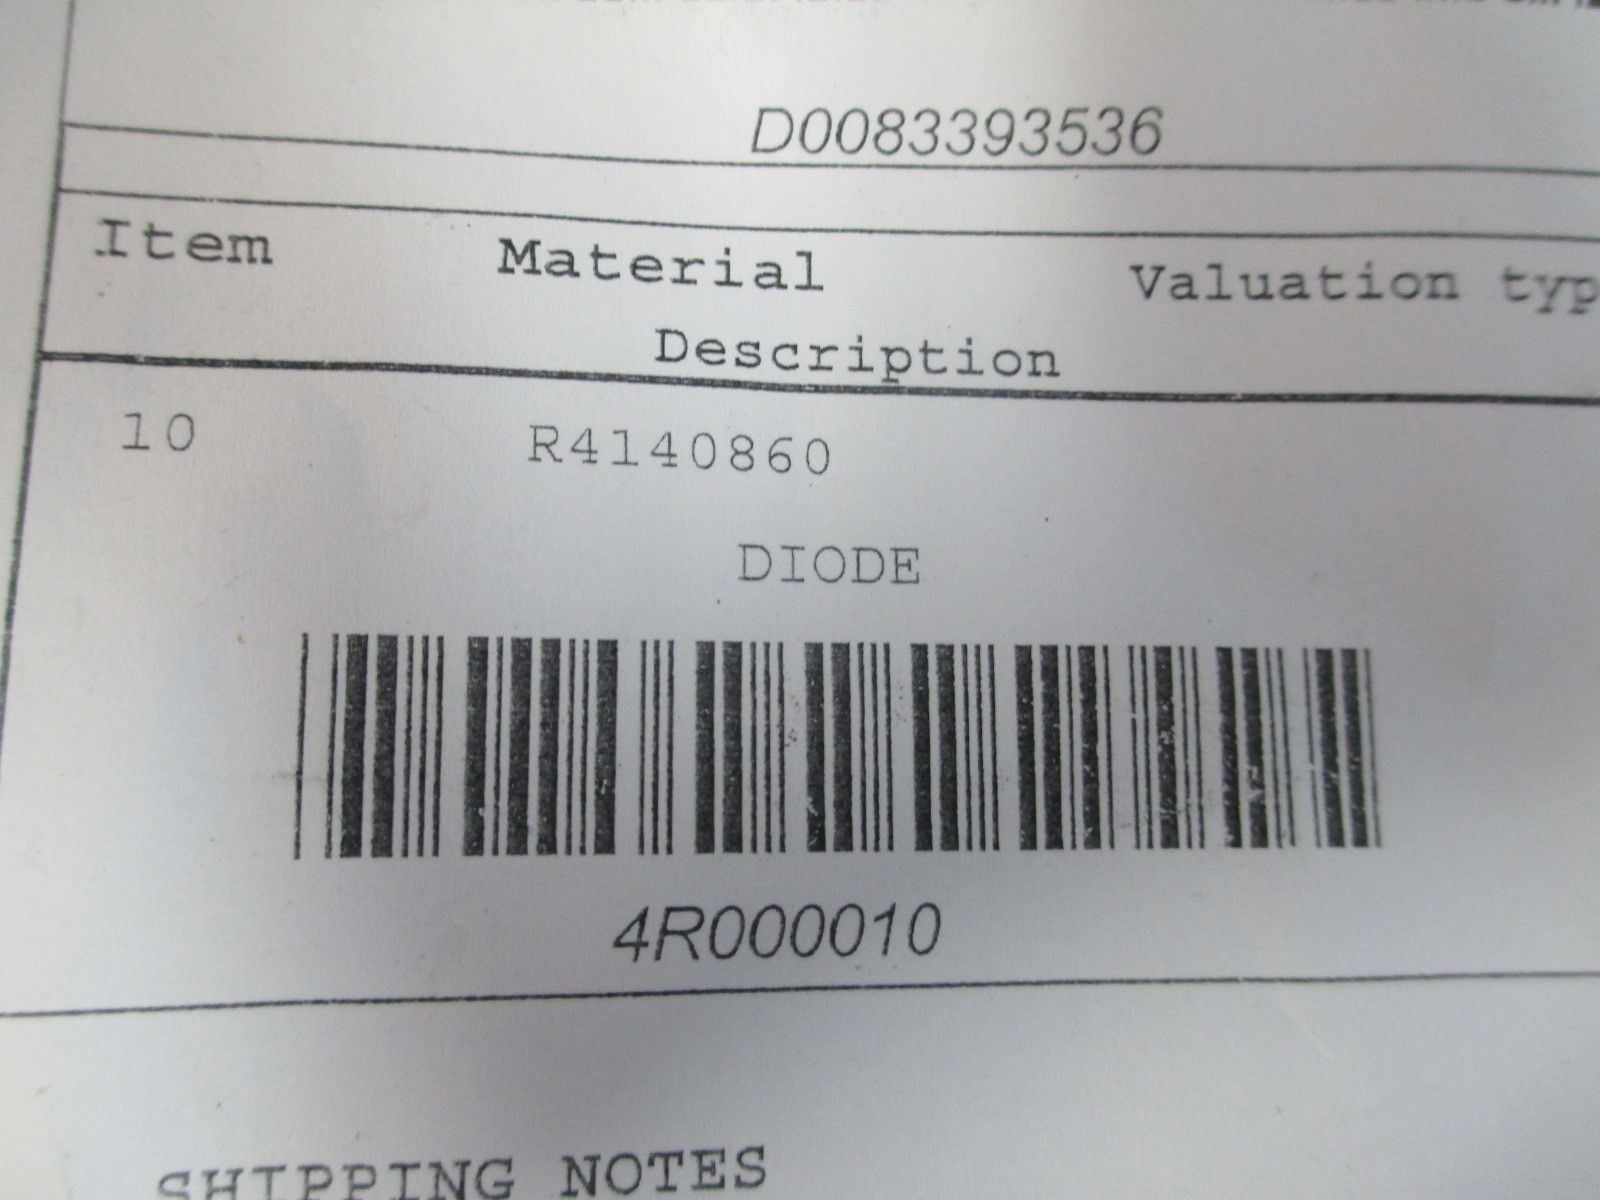 D0083393536
Item Material Valuation typ
Description
10 R4140860
DIODE
4R000010
SHIPPING NOTES